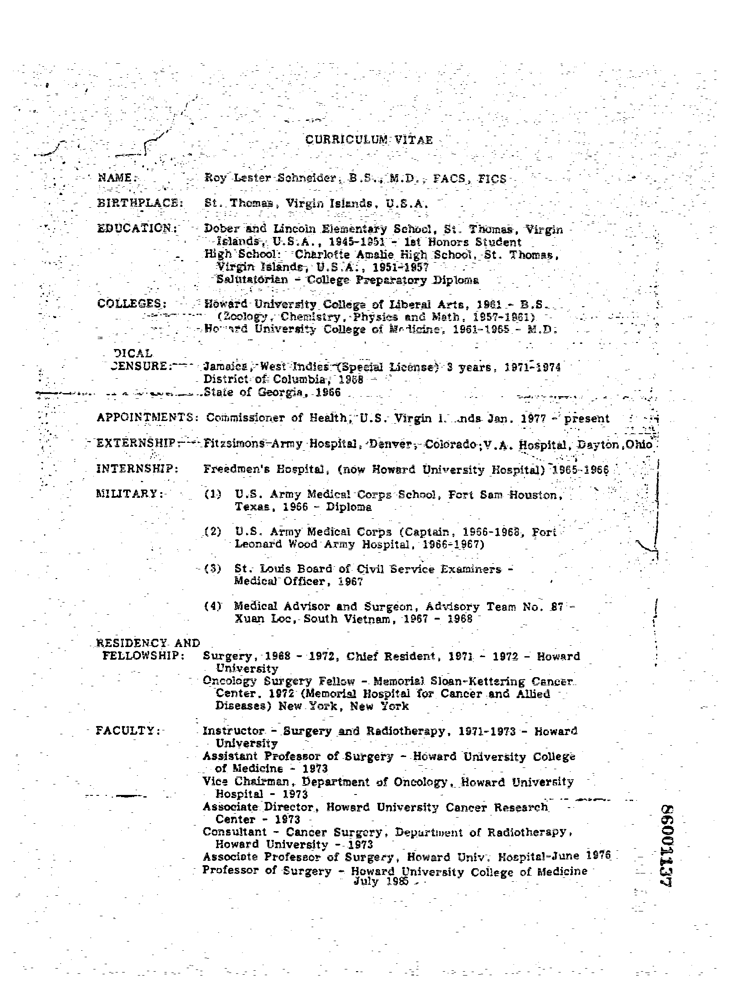 CURRICULUM VITAE
NAME: Roy Lester Schneider, B.S., M.D., FACS, FICS
BIRTHPLACE: St. Thomas, Virgin Islands, U.S.A.
EDUCATION: Dober and Lincoln Elementary School, St. Thomas, Virgin
Islands, U.S.A., 1945-1951 - 1st Honors Student
High School: Charlotte Amalie High School, St. Thomas,
Virgin Islands, U.S.A., 1951-1957
Salutatorian - College Preparatory Diploma
COLLEGES: Howard University College of Liberal Arts, 1961 - B.S.
(Zoology, Chemistry, Physics and Math, 1957-1961)
Ho ard University College of Medicine, 1961-1965 - M.D.
DICAL
CENSURE: Jamaica, West Indies (Special License) 3 years, 1971-1974
District of Columbia, 1968 -
State of Georgia, 1966
APPOINTMENTS: Commissioner of Health, U.S. Virgin I. nds Jan. 1977 - present
EXTERNSHIP: Fitzsimons Army Hospital, Denver, Colorado;V.A. Hospital, Dayton,Ohio
INTERNSHIP: Freedmen's Hospital, (now Howard University Hospital) 1965-1966
MILITARY: (1) U.S. Army Medical Corps School, Fort Sam Houston,
Texas, 1966 - Diploma
(2) U.S. Army Medical Corps (Captain, 1966-1968, Fort
Leonard Wood Army Hospital, 1966-1967)
(3) St. Louis Board of Civil Service Examiners -
Medical Officer, 1967
(4) Medical Advisor and Surgeon, Advisory Team No. 87 -
Xuan Loc, South Vietnam, 1967 - 1968
RESIDENCY AND
FELLOWSHIP: Surgery, 1968 - 1972, Chief Resident, 1971 - 1972 - Howard
University
Oncology Surgery Fellow - Memorial Sloan-Kettering Cancer
Center, 1972 (Memorial Hospital for Cancer and Allied
Diseases) New York, New York
FACULTY: Instructor - Surgery and Radiotherapy, 1971-1973 - Howard
University
Assistant Professor of Surgery - Howard University College
of Medicine - 1973
Vice Chairman, Department of Oncology, Howard University
Hospital - 1973
Associate Director, Howard University Cancer Research
Center - 1973
Consultant - Cancer Surgery, Department of Radiotherapy,
Howard University - 1973
Associate Professor of Surgery, Howard Univ. Hospital-June 1976
Professor of Surgery - Howard University College of Medicine
July 1985
86001137